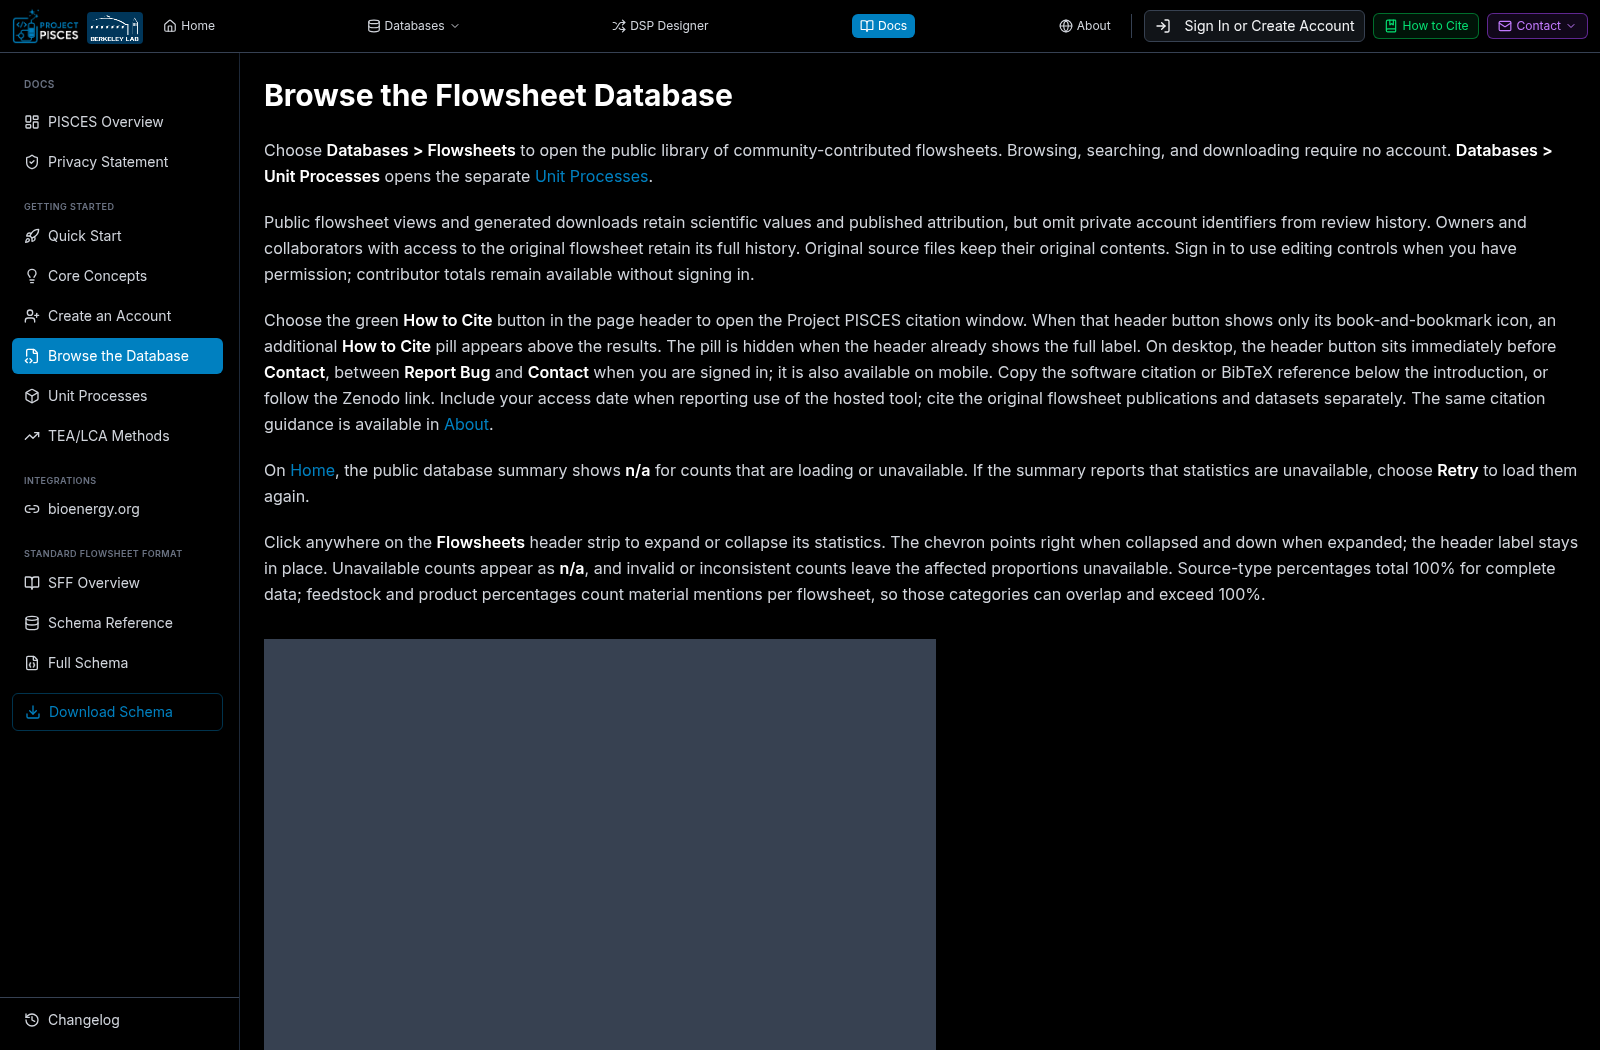 PROJECT
PISCES
BERKELEY LAB
Home
Databases
DSP Designer
Docs
About
Sign In or Create Account
How to Cite
Contact
DOCS
PISCES Overview
Privacy Statement
GETTING STARTED
Quick Start
Core Concepts
Create an Account
Browse the Database
Unit Processes
TEA/LCA Methods
INTEGRATIONS
bioenergy.org
STANDARD FLOWSHEET FORMAT
SFF Overview
Schema Reference
Full Schema
Download Schema
Changelog
Browse the Flowsheet Database
Choose Databases > Flowsheets to open the public library of community-contributed flowsheets. Browsing, searching, and downloading require no account. Databases >
Unit Processes opens the separate Unit Processes.
Public flowsheet views and generated downloads retain scientific values and published attribution, but omit private account identifiers from review history. Owners and
collaborators with access to the original flowsheet retain its full history. Original source files keep their original contents. Sign in to use editing controls when you have
permission; contributor totals remain available without signing in.
Choose the green How to Cite button in the page header to open the Project PISCES citation window. When that header button shows only its book-and-bookmark icon, an
additional How to Cite pill appears above the results. The pill is hidden when the header already shows the full label. On desktop, the header button sits immediately before
Contact, between Report Bug and Contact when you are signed in; it is also available on mobile. Copy the software citation or BibTeX reference below the introduction, or
follow the Zenodo link. Include your access date when reporting use of the hosted tool; cite the original flowsheet publications and datasets separately. The same citation
guidance is available in About.
On Home, the public database summary shows n/a for counts that are loading or unavailable. If the summary reports that statistics are unavailable, choose Retry to load them
again.
Click anywhere on the Flowsheets header strip to expand or collapse its statistics. The chevron points right when collapsed and down when expanded; the header label stays
in place. Unavailable counts appear as n/a, and invalid or inconsistent counts leave the affected proportions unavailable. Source-type percentages total 100% for complete
data; feedstock and product percentages count material mentions per flowsheet, so those categories can overlap and exceed 100%.